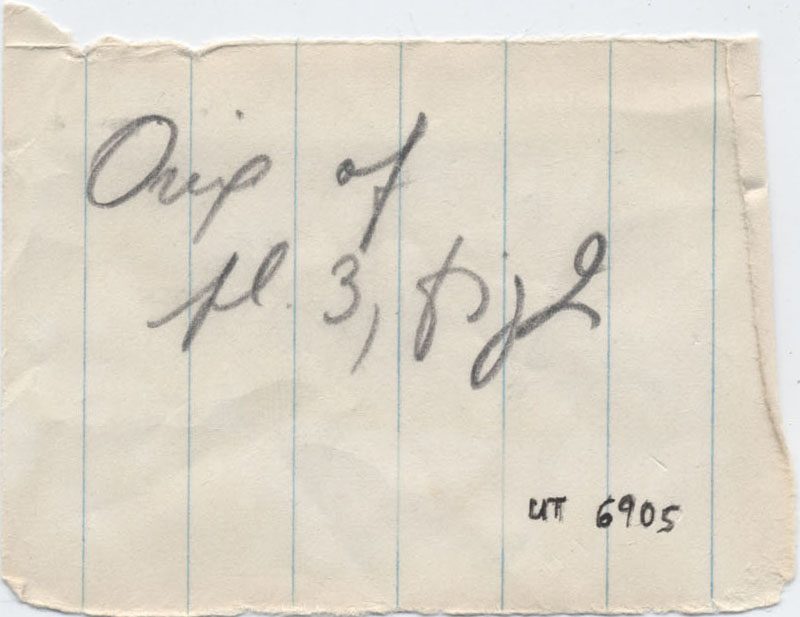 Orig of
pl. 3, fig 2
UT 6905